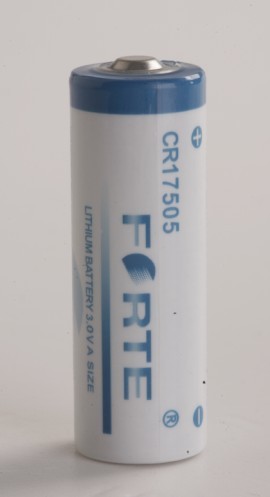 CR17505
FORTE®
LITHIUM BATTERY 3.0V A SIZE